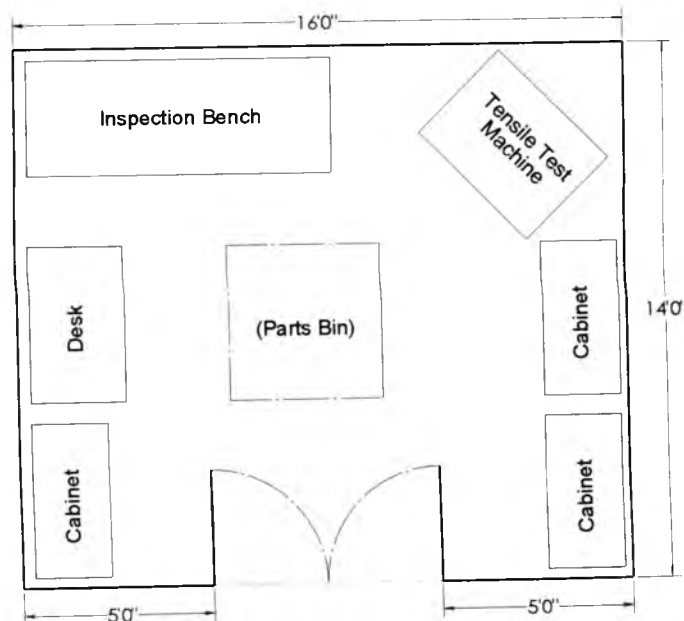 16'0"
Inspection Bench
Tensile Test
Machine
Desk
(Parts Bin)
Cabinet
14'0"
Cabinet
Cabinet
5'0"
5'0"